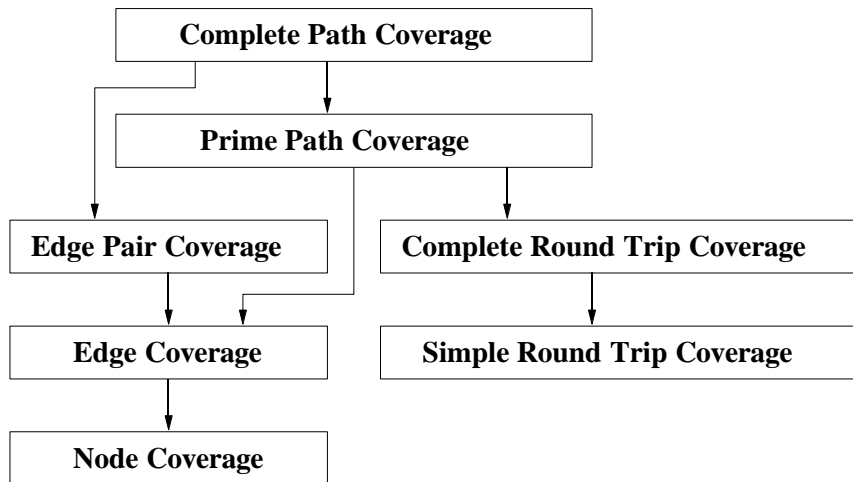 Complete Path Coverage
Prime Path Coverage
Edge Pair Coverage
Complete Round Trip Coverage
Edge Coverage
Simple Round Trip Coverage
Node Coverage